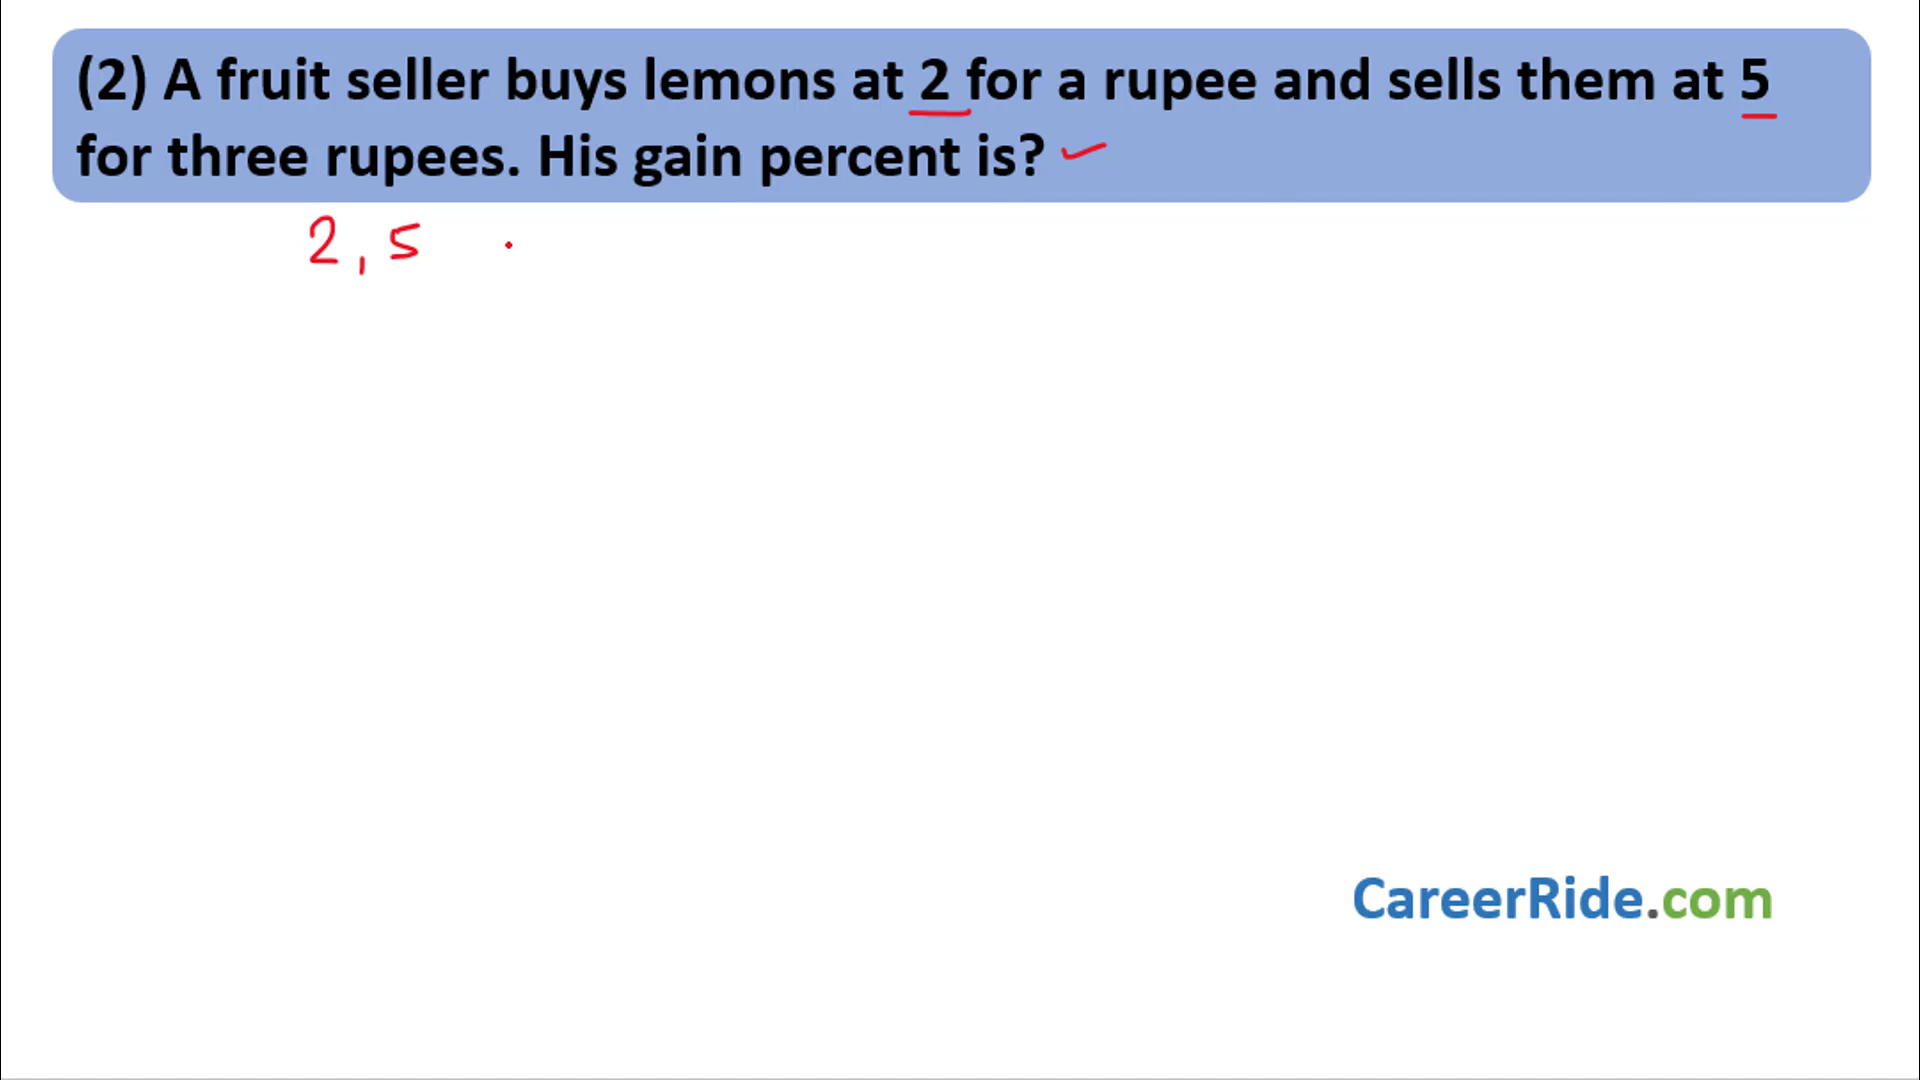 (2) A fruit seller buys lemons at 2 for a rupee and sells them at 5
for three rupees. His gain percent is?
2, 5
CareerRide.com